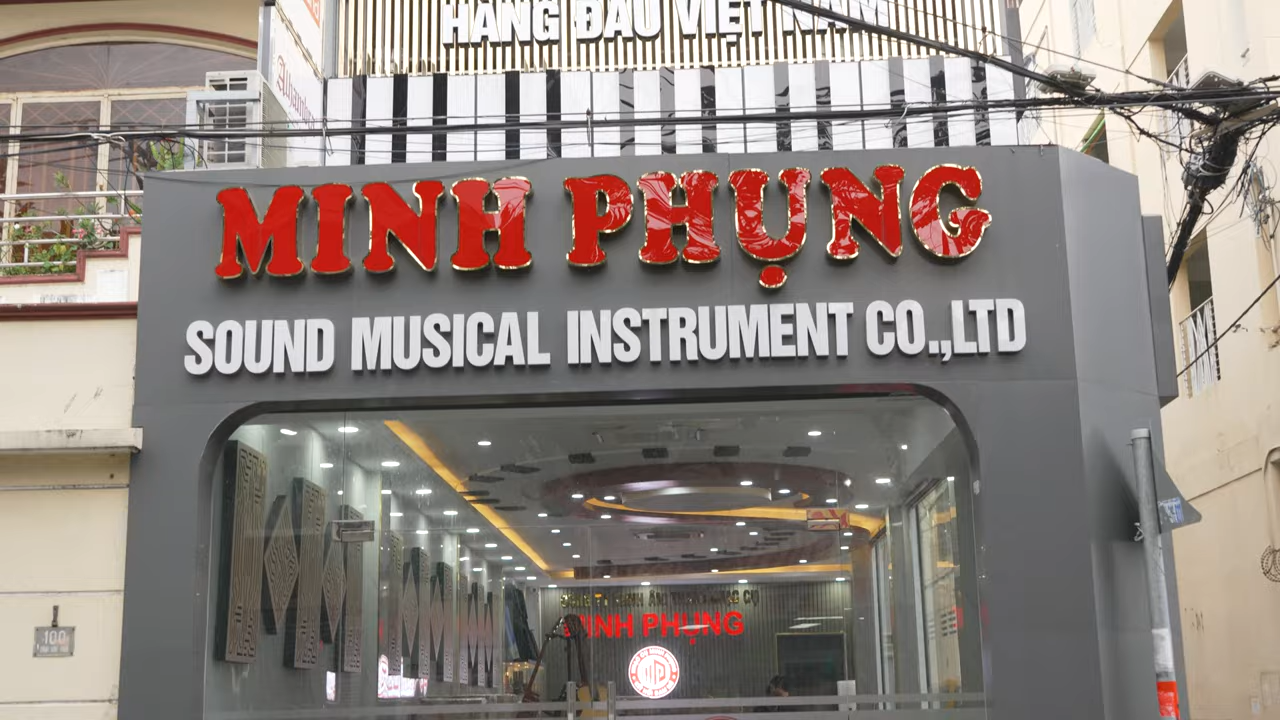 HÀNG ĐẦU VIỆT NAM
MINH PHỤNG
SOUND MUSICAL INSTRUMENT CO.,LTD
MINH PHỤNG
100